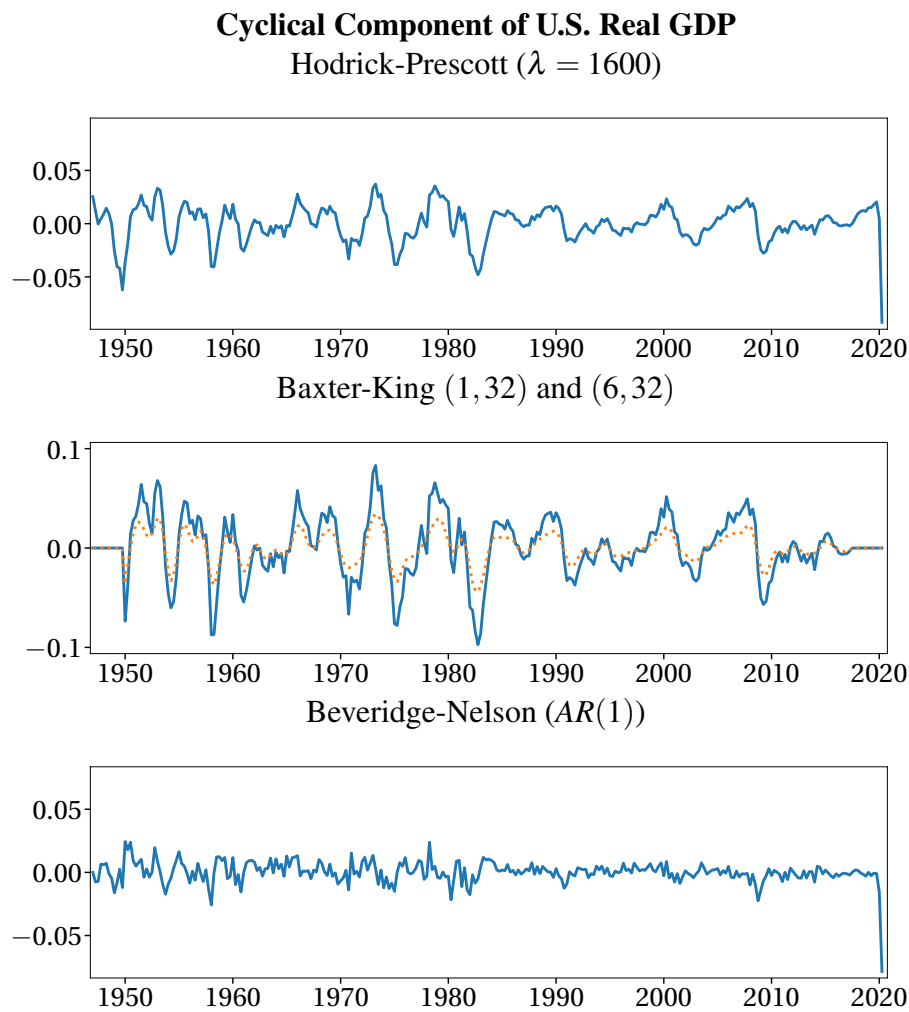 Cyclical Component of U.S. Real GDP
Hodrick-Prescott (λ = 1600)
0.05
0.00
−0.05
1950 1960 1970 1980 1990 2000 2010 2020
Baxter-King (1, 32) and (6, 32)
0.1
0.0
−0.1
1950 1960 1970 1980 1990 2000 2010 2020
Beveridge-Nelson (AR(1))
0.05
0.00
−0.05
1950 1960 1970 1980 1990 2000 2010 2020